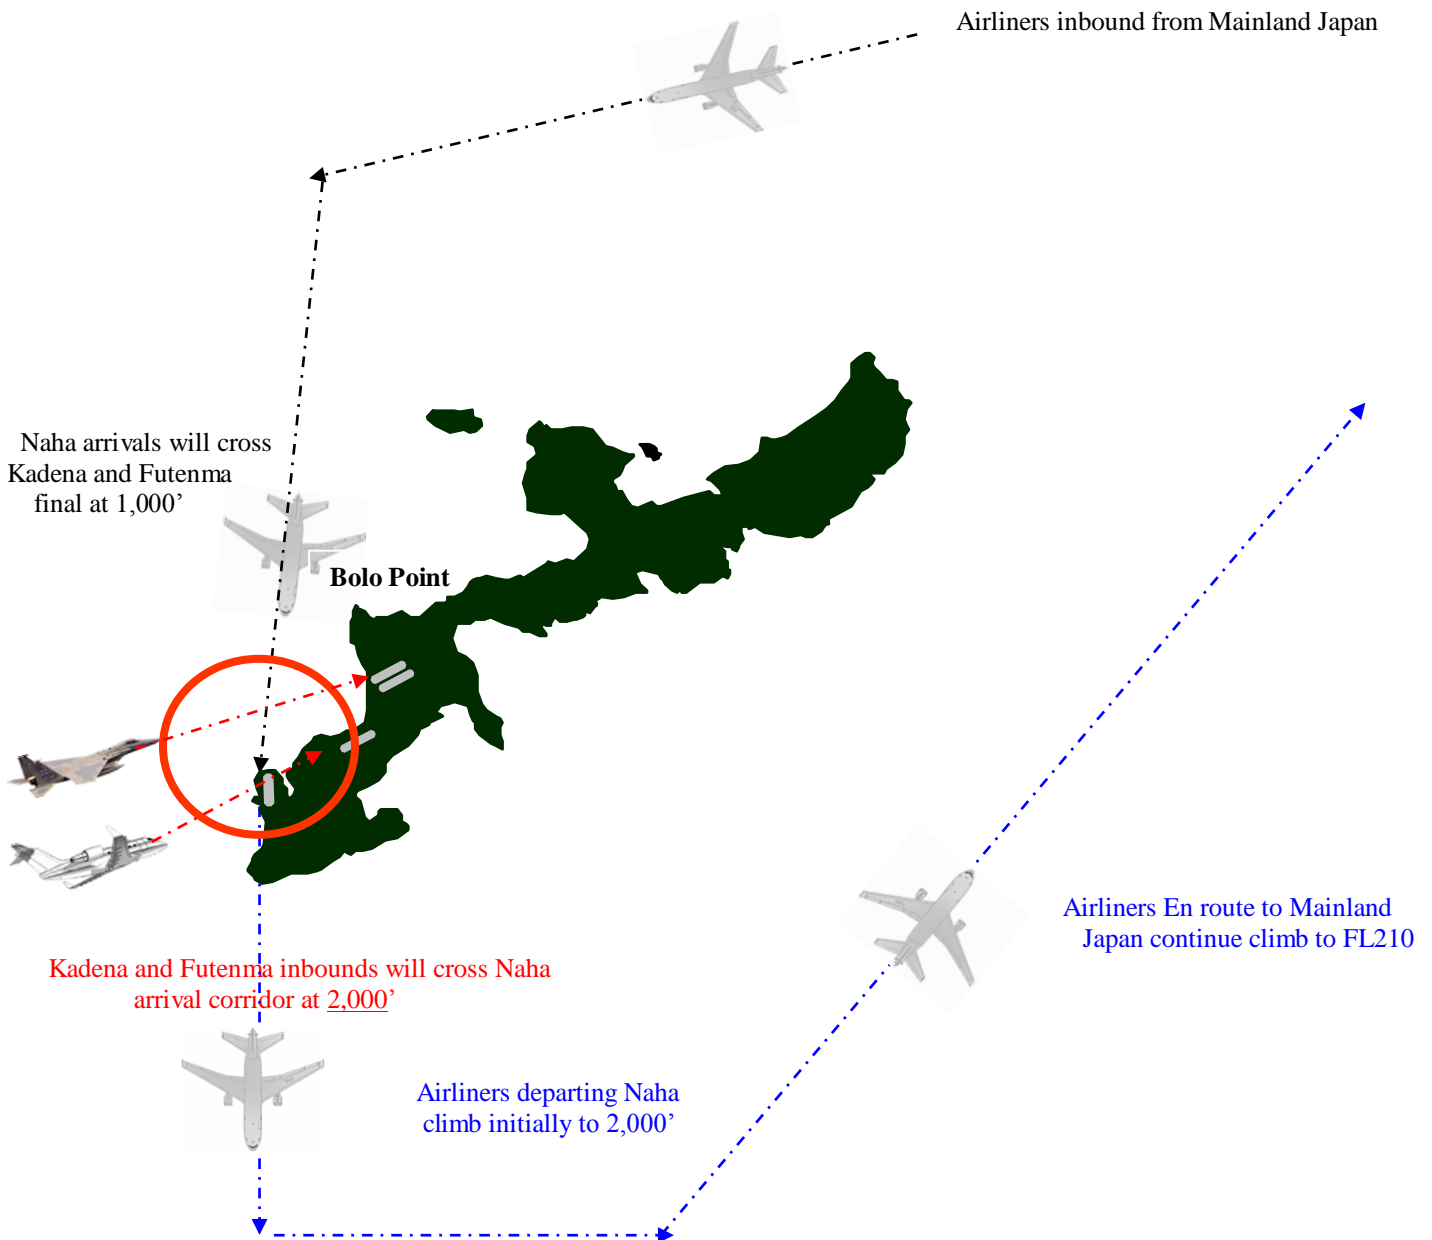 Airliners inbound from Mainland Japan
Naha arrivals will cross
Kadena and Futenma
final at 1,000’
Bolo Point
Airliners En route to Mainland
Japan continue climb to FL210
Kadena and Futenma inbounds will cross Naha
arrival corridor at 2,000’
Airliners departing Naha
climb initially to 2,000’